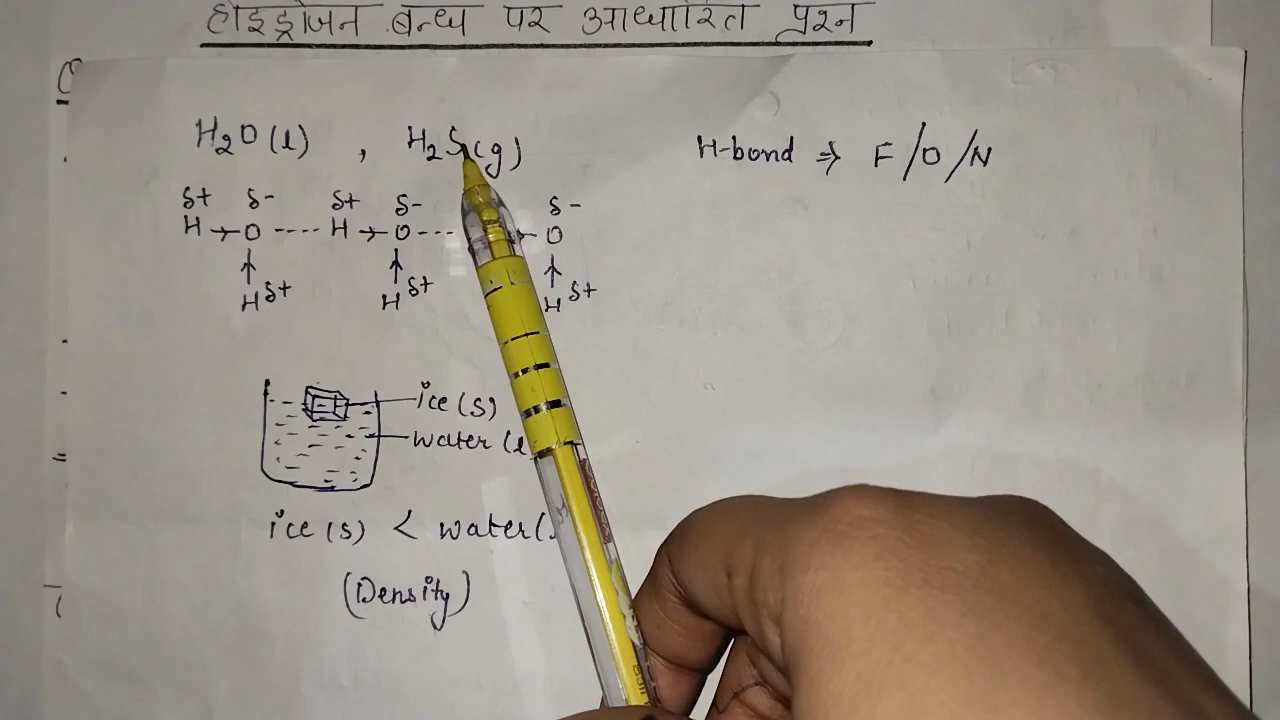 हाइड्रोजन बन्ध पर आधारित प्रश्न
H₂O(l) , H₂S(g) H-bond ⇒ F/O/N
δ+ δ- δ+ δ- δ-
H → O ---- H → O --- → O
↑ ↑ ↑
H δ+ H δ+ H δ+
ice (s)
water (l
ice (s) < water(
(Density)